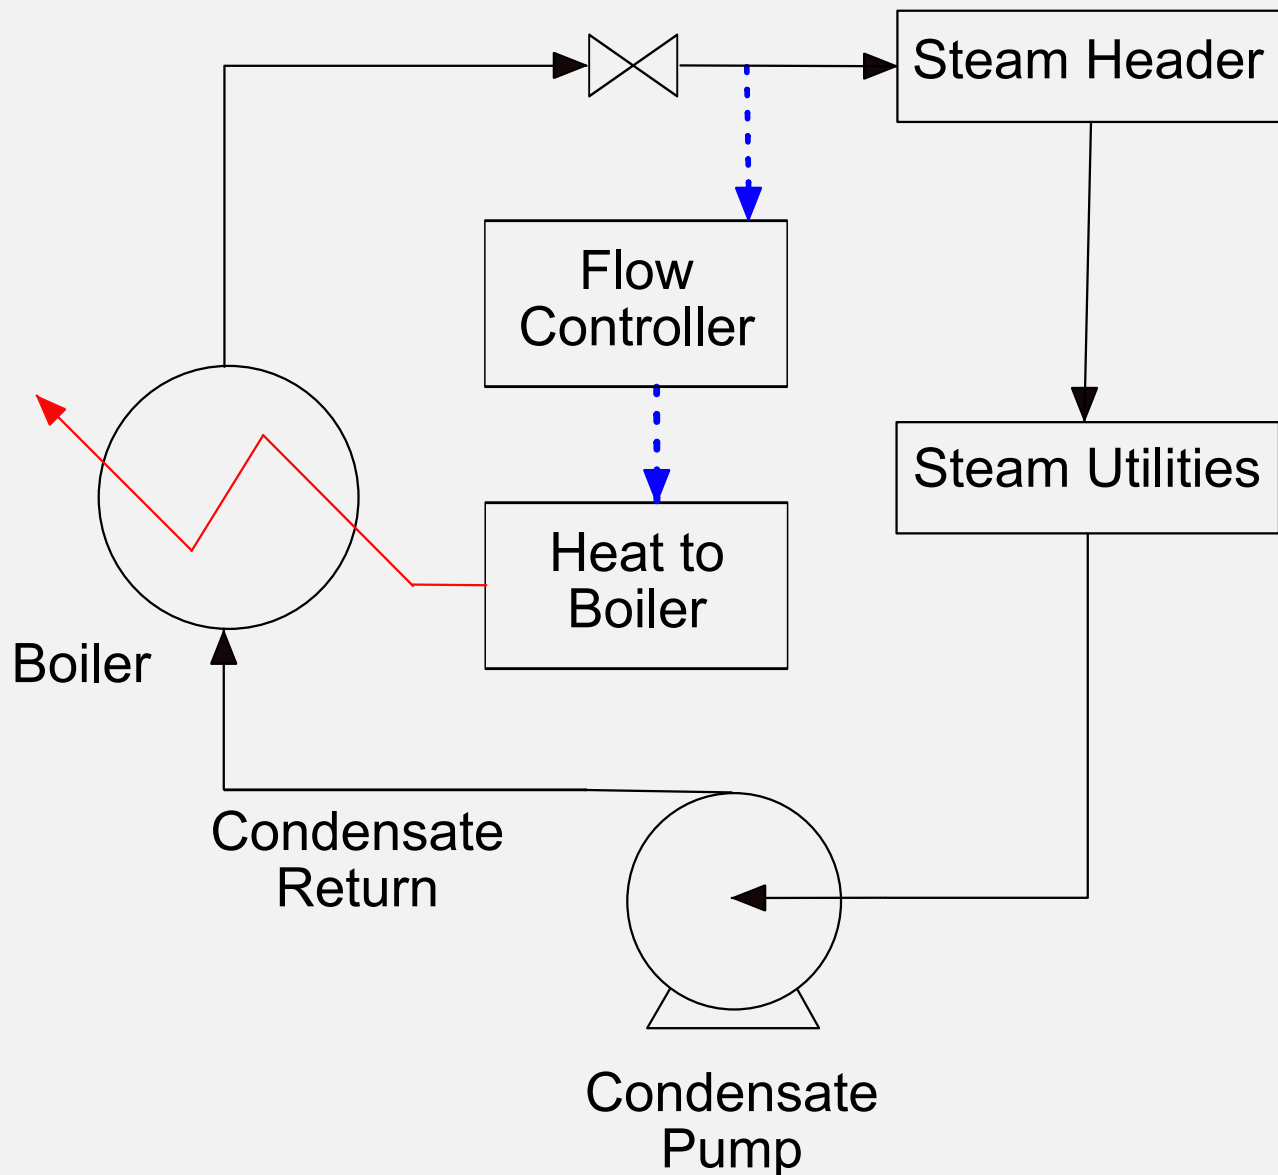 Steam Header
Flow
Controller
Steam Utilities
Heat to
Boiler
Boiler
Condensate
Return
Condensate
Pump